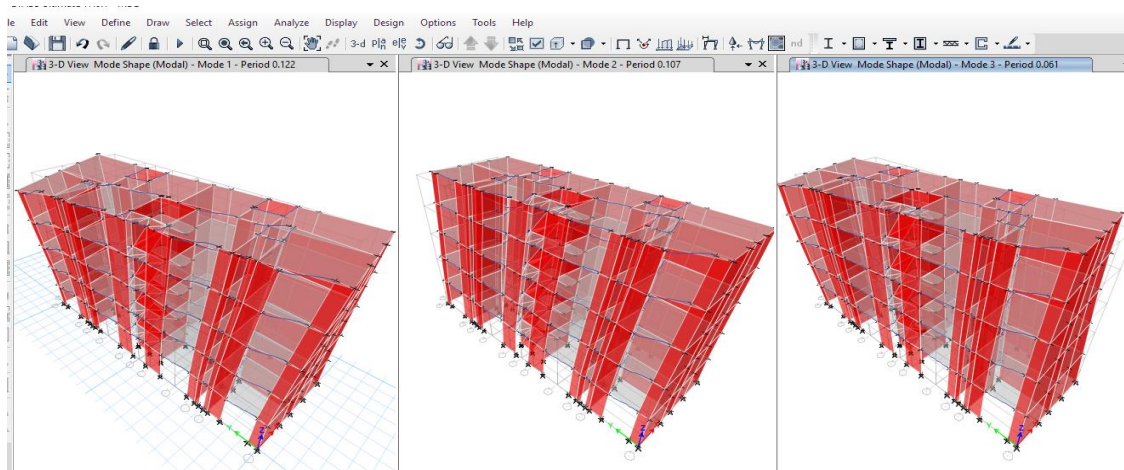 Edit View Define Draw Select Assign Analyze Display Design Options Tools Help
3-d
nd
3-D View Mode Shape (Modal) - Mode 1 - Period 0.122
3-D View Mode Shape (Modal) - Mode 2 - Period 0.107
3-D View Mode Shape (Modal) - Mode 3 - Period 0.061
Y Z
Y Z
Y Z